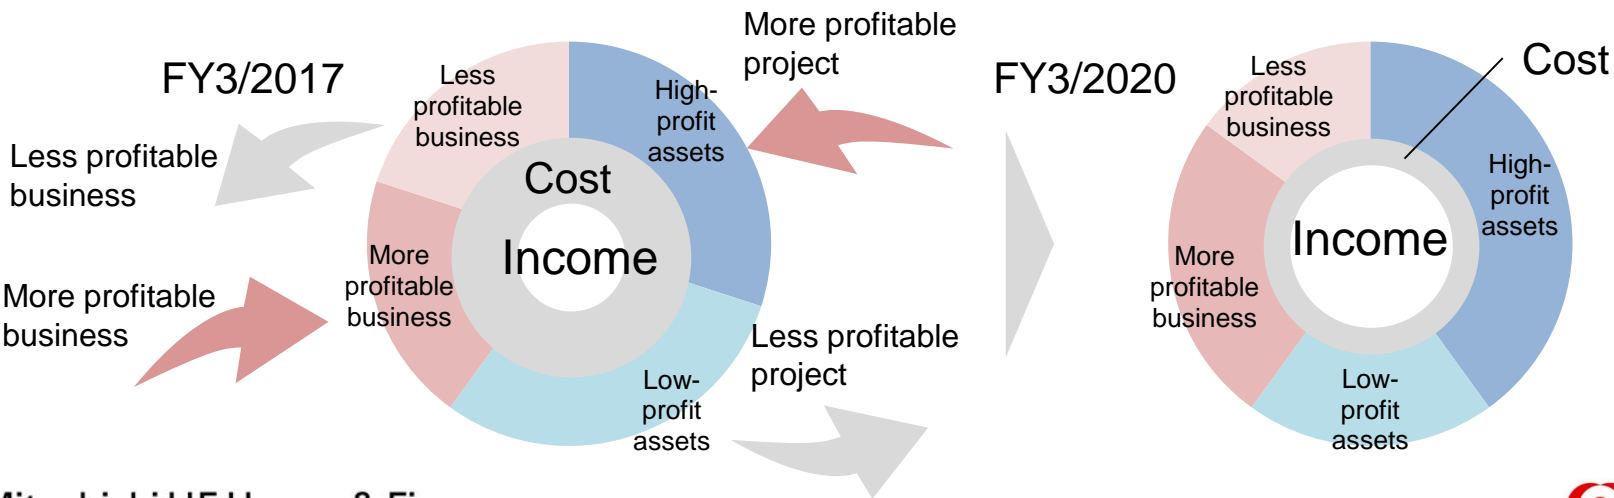 More profitable
project
FY3/2017
Less
profitable
business
High-
profit
assets
Less profitable
business
Cost
Income
More profitable
business
More
profitable
business
Low-
profit
assets
Less profitable
project
FY3/2020
Less
profitable
business
Cost
High-
profit
assets
Income
More
profitable
business
Low-
profit
assets